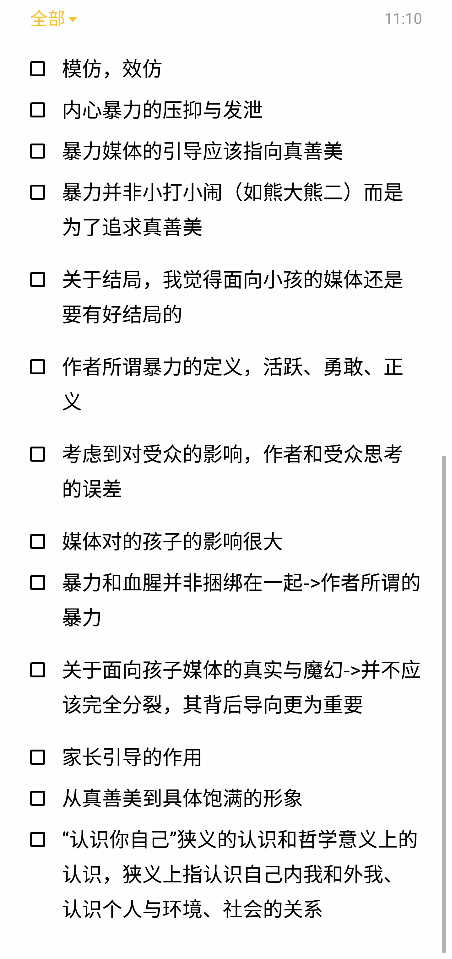 全部
11:10
模仿，效仿
内心暴力的压抑与发泄
暴力媒体的引导应该指向真善美
暴力并非小打小闹（如熊大熊二）而是
为了追求真善美
关于结局，我觉得面向小孩的媒体还是
要有好结局的
作者所谓暴力的定义，活跃、勇敢、正
义
考虑到对受众的影响，作者和受众思考
的误差
媒体对的孩子的影响很大
暴力和血腥并非捆绑在一起->作者所谓的
暴力
关于面向孩子媒体的真实与魔幻->并不应
该完全分裂，其背后导向更为重要
家长引导的作用
从真善美到具体饱满的形象
“认识你自己”狭义的认识和哲学意义上的
认识，狭义上指认识自己内我和外我、
认识个人与环境、社会的关系